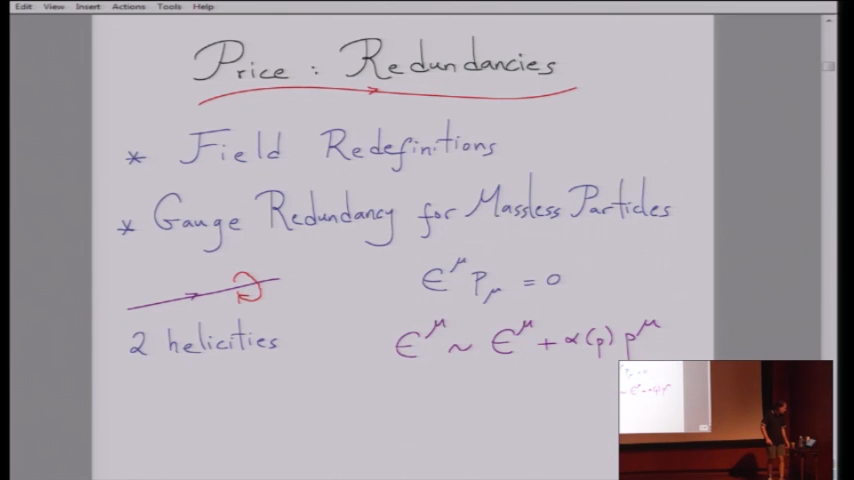 Edit View Insert Actions Tools Help
Price : Redundancies
* Field Redefinitions
* Gauge Redundancy for Massless Particles
ϵ^μ p_μ = 0
2 helicities
ϵ^μ ~ ϵ^μ + α(p) p^μ